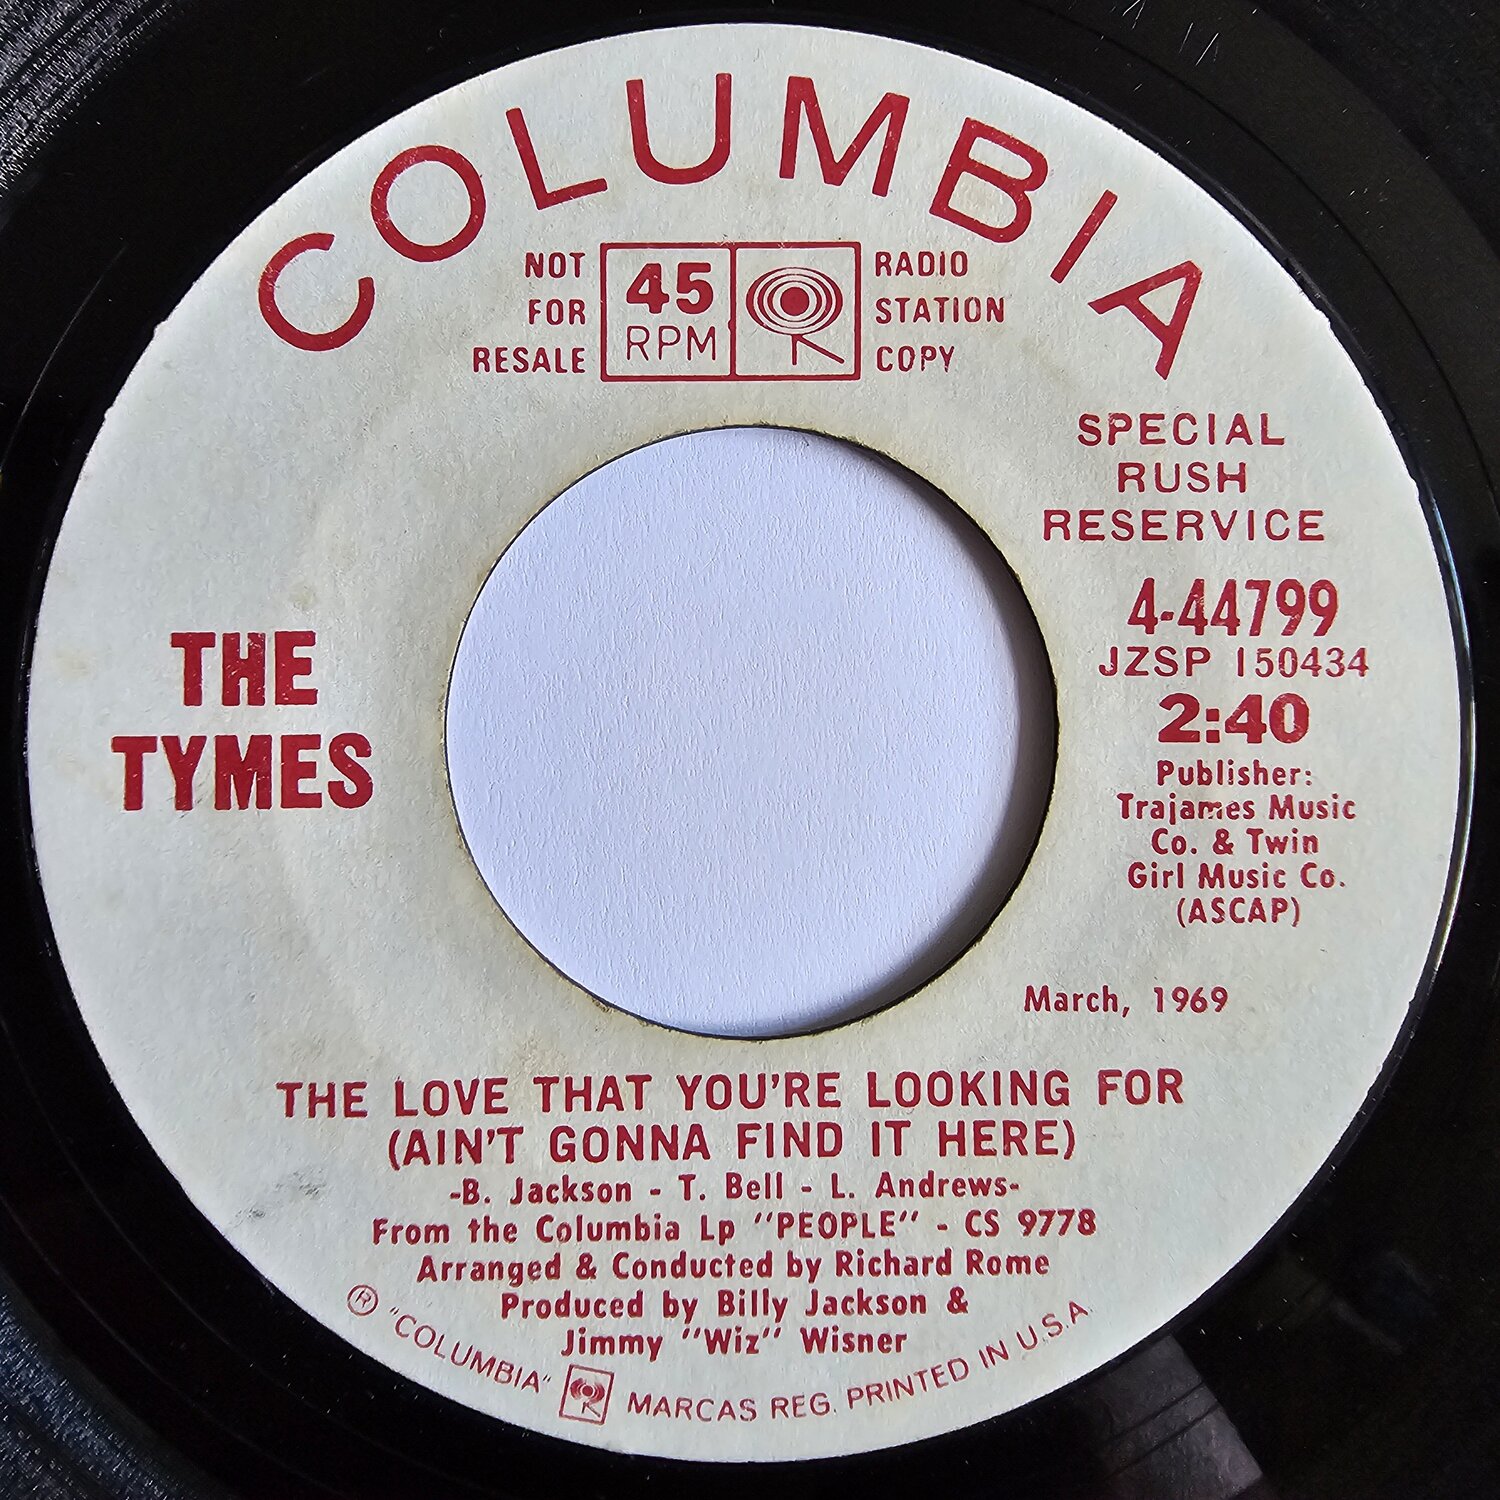 COLUMBIA
NOT
FOR
RESALE
45
RPM
RADIO
STATION
COPY
SPECIAL
RUSH
RESERVICE
4-44799
JZSP 150434
2:40
Publisher:
Trajames Music
Co. & Twin
Girl Music Co.
(ASCAP)
THE
TYMES
March, 1969
THE LOVE THAT YOU'RE LOOKING FOR
(AIN'T GONNA FIND IT HERE)
-B. Jackson - T. Bell - L. Andrews-
From the Columbia Lp "PEOPLE" - CS 9778
Arranged & Conducted by Richard Rome
Produced by Billy Jackson &
Jimmy "Wiz" Wisner
® "COLUMBIA" MARCAS REG. PRINTED IN U.S.A.